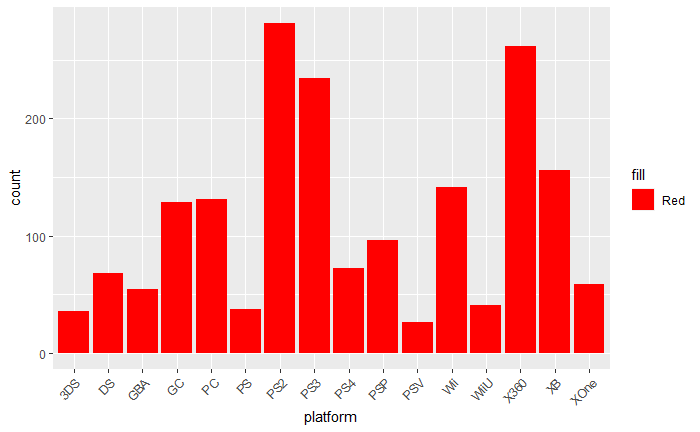 count
200
100
0
3DS
DS
GBA
GC
PC
PS
PS2
PS3
PS4
PSP
PSV
Wii
WiiU
X360
XB
XOne
platform
fill
Red